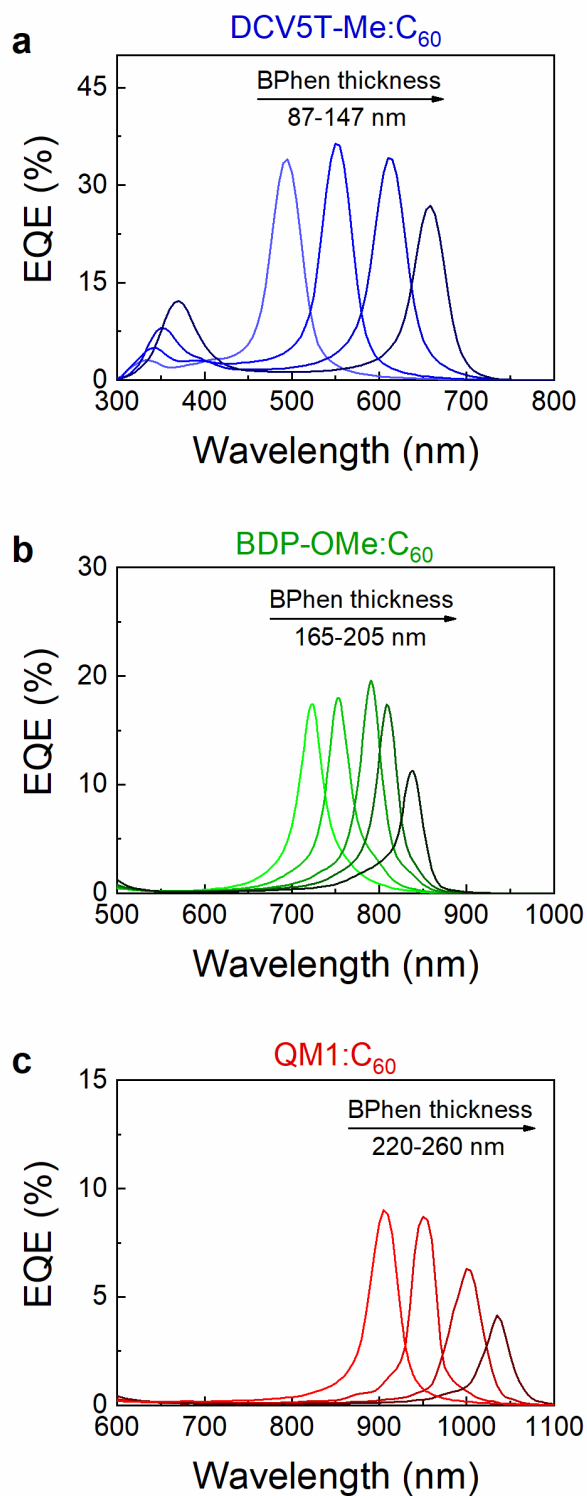 a
DCV5T-Me:C60
BPhen thickness
87-147 nm
EQE (%)
45
30
15
0
300 400 500 600 700 800
Wavelength (nm)
b
BDP-OMe:C60
BPhen thickness
165-205 nm
EQE (%)
30
20
10
0
500 600 700 800 900 1000
Wavelength (nm)
c
QM1:C60
BPhen thickness
220-260 nm
EQE (%)
15
10
5
0
600 700 800 900 1000 1100
Wavelength (nm)